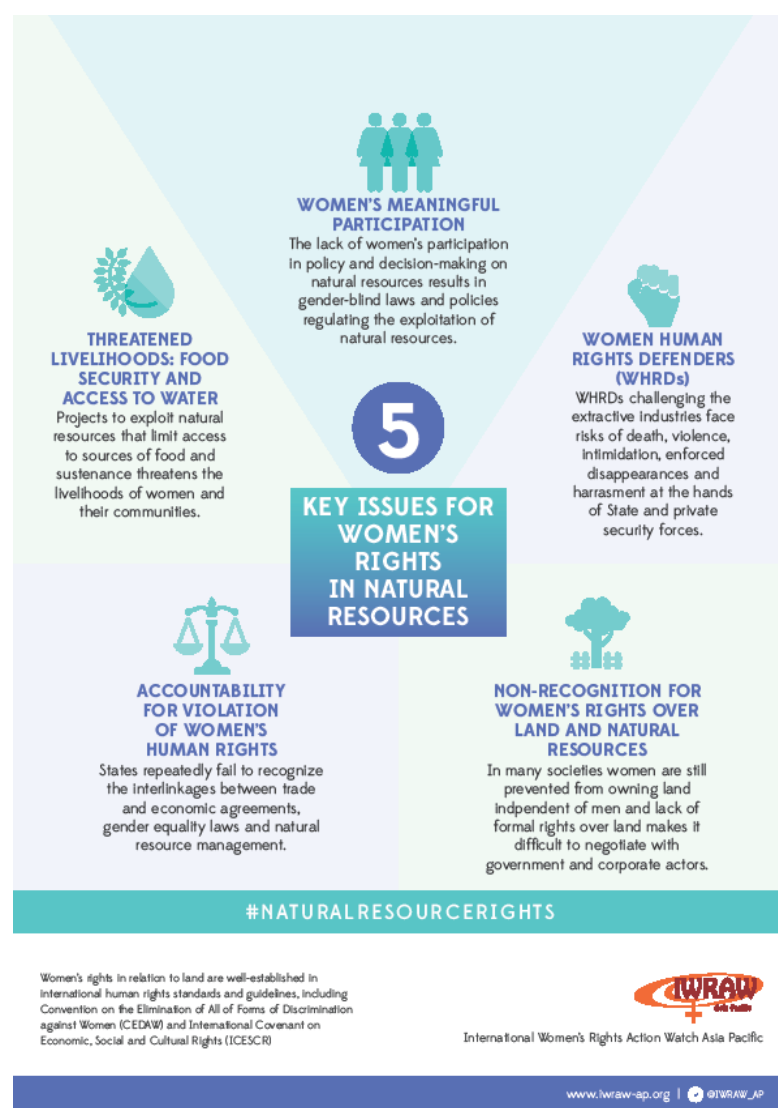 WOMEN'S MEANINGFUL
PARTICIPATION
The lack of women's participation
in policy and decision-making on
natural resources results in
gender-blind laws and policies
regulating the exploitation of
natural resources.
THREATENED
LIVELIHOODS: FOOD
SECURITY AND
ACCESS TO WATER
Projects to exploit natural
resources that limit access
to sources of food and
sustenance threatens the
livelihoods of women and
their communities.
WOMEN HUMAN
RIGHTS DEFENDERS
(WHRDs)
WHRDs challenging the
extractive industries face
risks of death, violence,
intimidation, enforced
disappearances and
harrasment at the hands
of State and private
security forces.
5
KEY ISSUES FOR
WOMEN'S
RIGHTS
IN NATURAL
RESOURCES
ACCOUNTABILITY
FOR VIOLATION
OF WOMEN'S
HUMAN RIGHTS
States repeatedly fail to recognize
the interlinkages between trade
and economic agreements,
gender equality laws and natural
resource management.
NON-RECOGNITION FOR
WOMEN'S RIGHTS OVER
LAND AND NATURAL
RESOURCES
In many societies women are still
prevented from owning land
indpendent of men and lack of
formal rights over land makes it
difficult to negotiate with
government and corporate actors.
#NATURALRESOURCERIGHTS
Women's rights in relation to land are well-established in
international human rights standards and guidelines, including
Convention on the Elimination of All of Forms of Discrimination
against Women (CEDAW) and International Covenant on
Economic, Social and Cultural Rights (ICESCR)
IWRAW
Asia Pacific
International Women's Rights Action Watch Asia Pacific
www.iwraw-ap.org | @IWRAW_AP